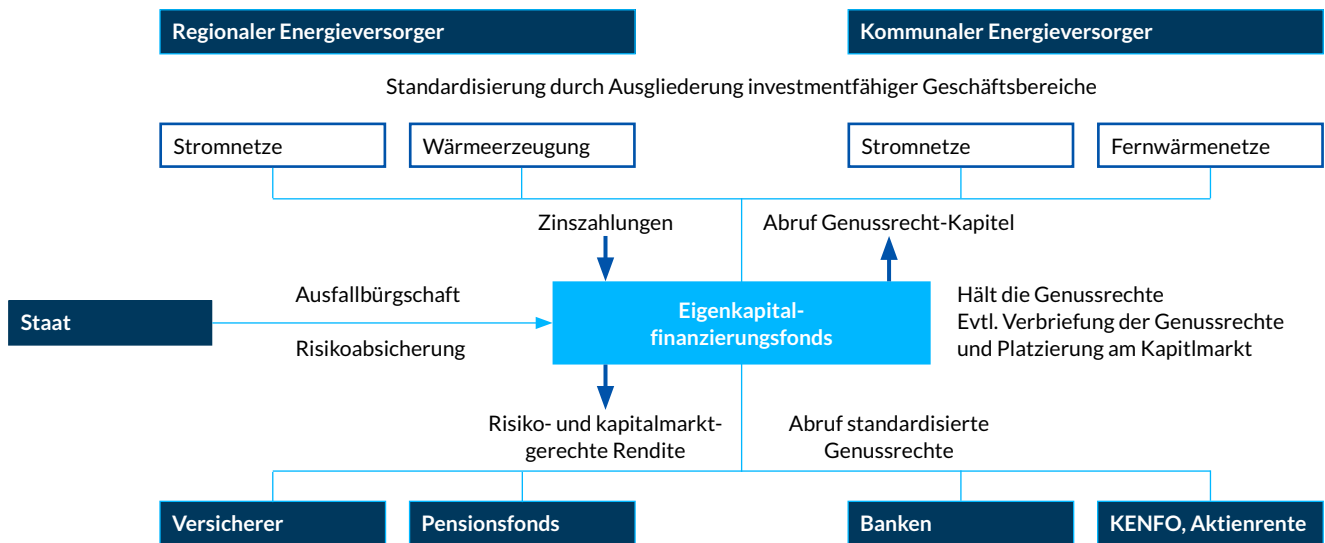 Regionaler Energieversorger
Kommunaler Energieversorger
Standardisierung durch Ausgliederung investmentfähiger Geschäftsbereiche
Stromnetze
Wärmeerzeugung
Stromnetze
Fernwärmenetze
Zinszahlungen
Abruf Genussrecht-Kapitel
Staat
Ausfallbürgschaft
Risikoabsicherung
Eigenkapital-
finanzierungsfonds
Hält die Genussrechte
Evtl. Verbriefung der Genussrechte
und Platzierung am Kapitlmarkt
Risiko- und kapitalmarkt-
gerechte Rendite
Abruf standardisierte
Genussrechte
Versicherer
Pensionsfonds
Banken
KENFO, Aktienrente